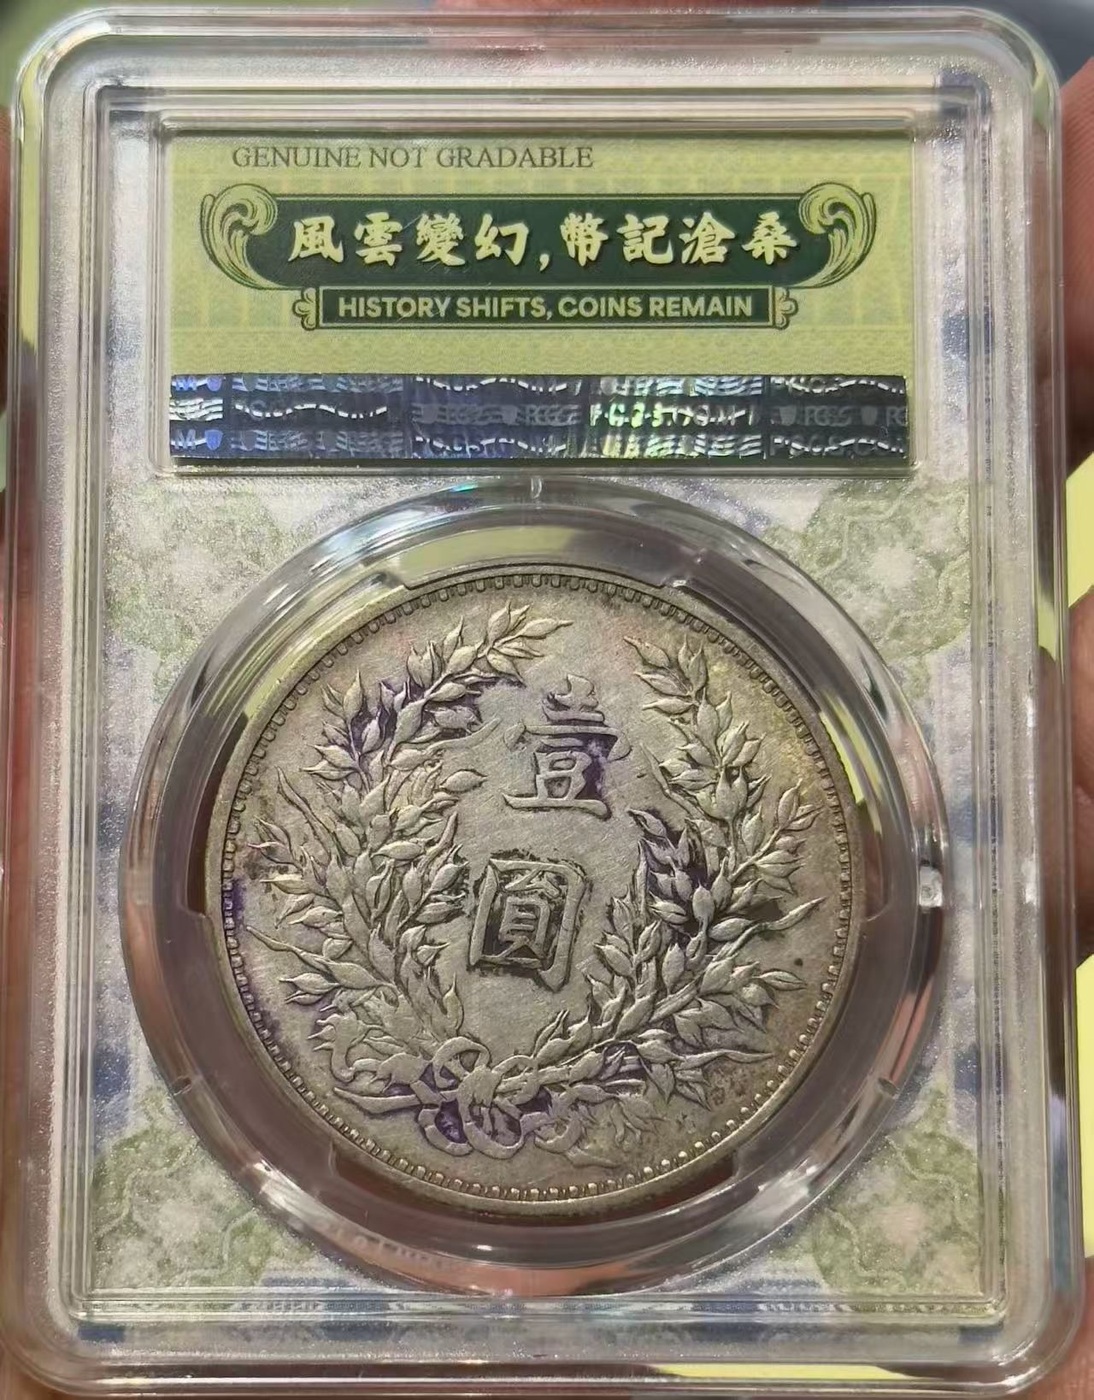 GENUINE NOT GRADABLE
風雲變幻,幣記滄桑
HISTORY SHIFTS, COINS REMAIN
壹
圓